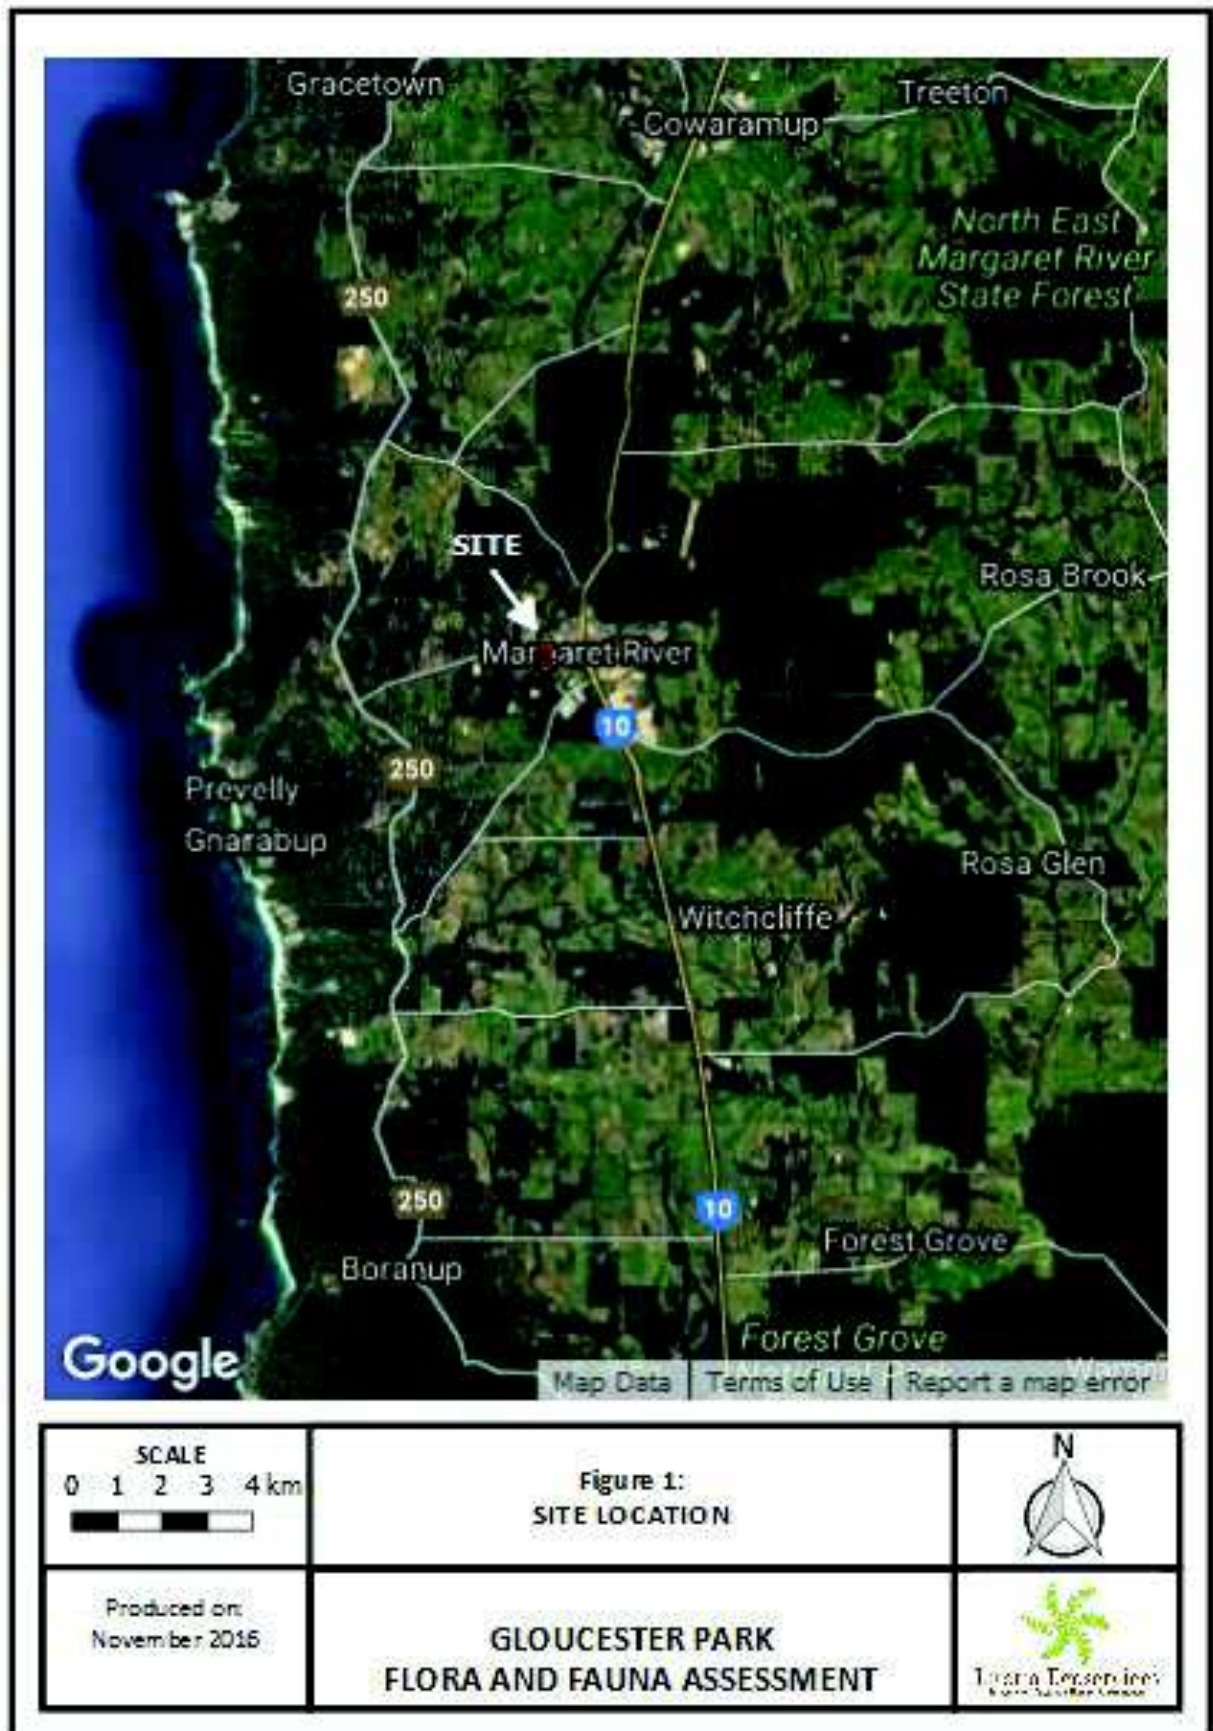 Gracetown
Treeton
Cowaramup
North East
Margaret River
State Forest
250
SITE
Rosa Brook
Margaret River
10
250
Prevelly
Gnarabup
Rosa Glen
Witchcliffe
250
10
Forest Grove
Boranup
Forest Grove
Google
Map Data
Terms of Use
Report a map error
SCALE
0 1 2 3 4 km
Figure 1:
SITE LOCATION
N
Produced on:
November 2016
GLOUCESTER PARK
FLORA AND FAUNA ASSESSMENT